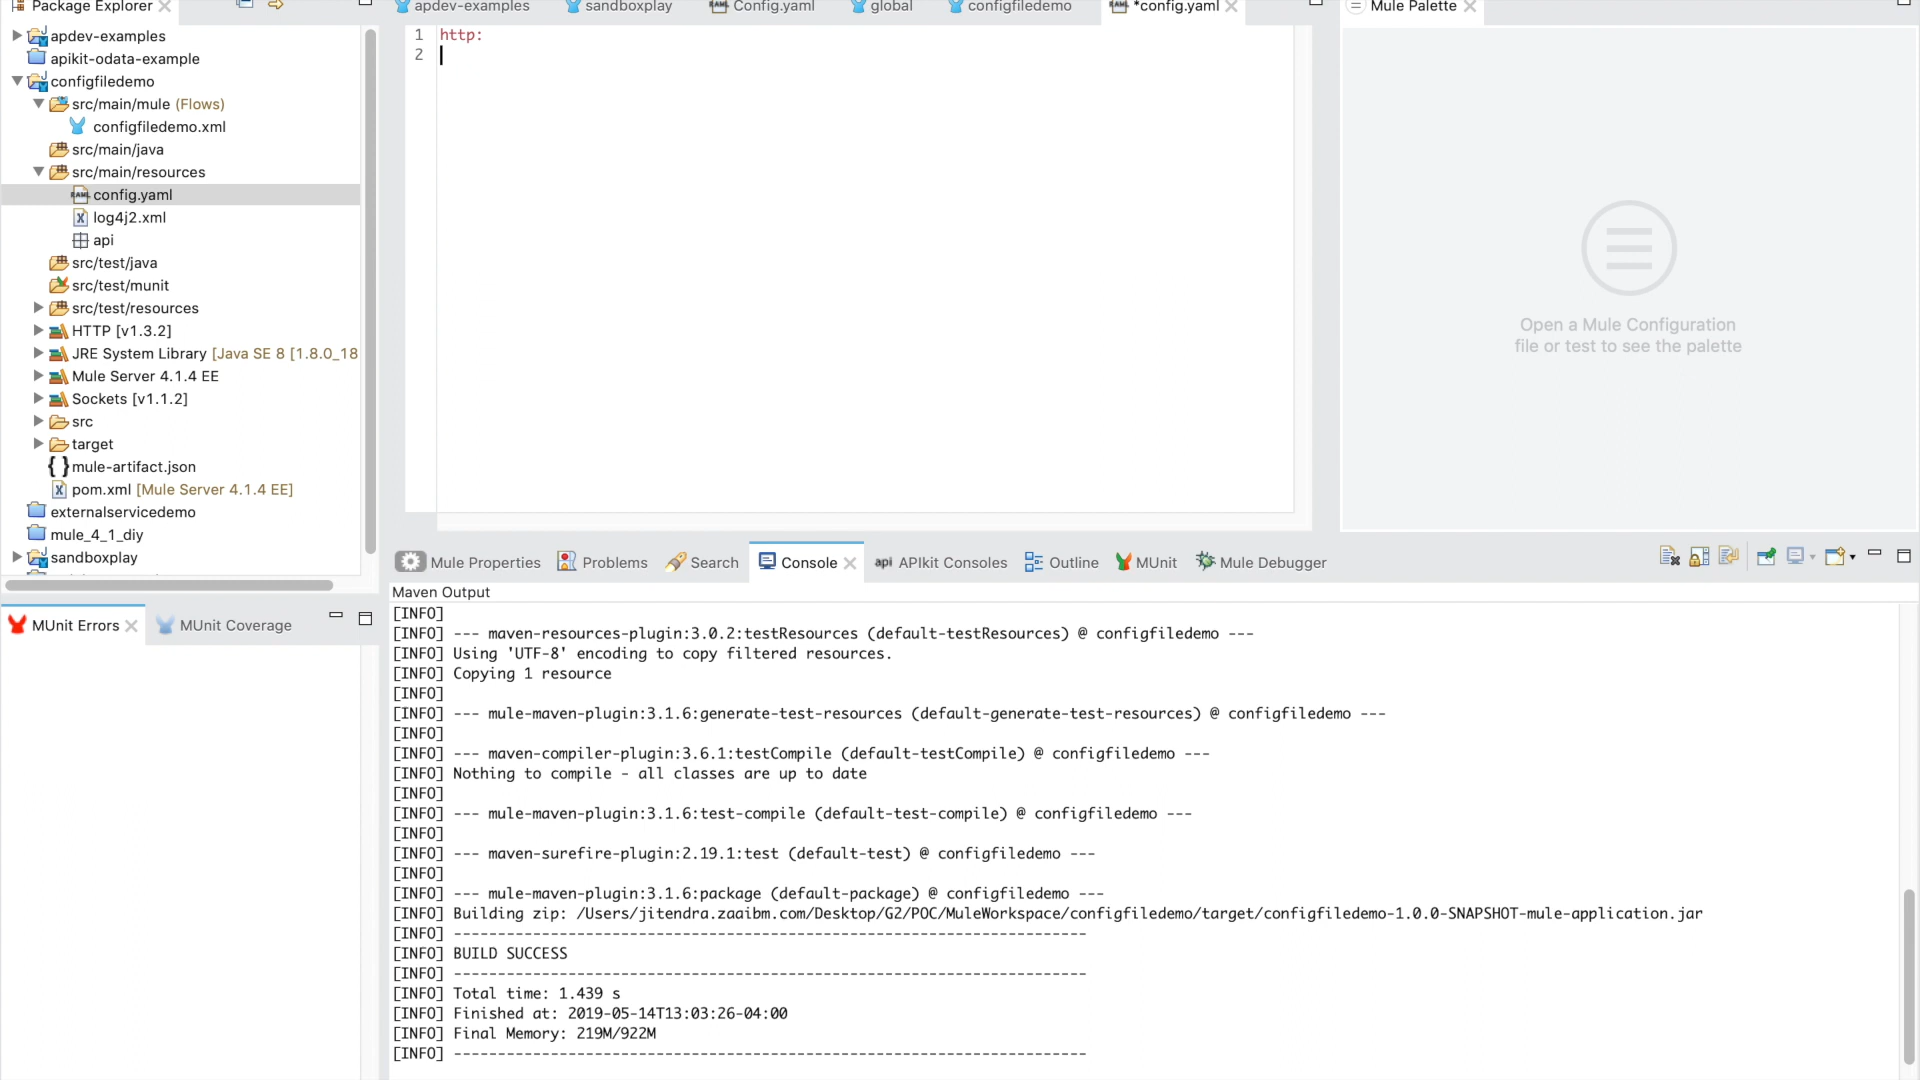 Package Explorer
apdev-examples
apikit-odata-example
configfiledemo
src/main/mule (Flows)
configfiledemo.xml
src/main/java
src/main/resources
config.yaml
log4j2.xml
api
src/test/java
src/test/munit
src/test/resources
HTTP [v1.3.2]
JRE System Library [Java SE 8 [1.8.0_18
Mule Server 4.1.4 EE
Sockets [v1.1.2]
src
target
mule-artifact.json
pom.xml [Mule Server 4.1.4 EE]
externalservicedemo
mule_4_1_diy
sandboxplay
MUnit Errors
MUnit Coverage
apdev-examples
sandboxplay
Config.yaml
global
configfiledemo
*config.yaml
1 http:
2
Mule Palette
Open a Mule Configuration
file or test to see the palette
Mule Properties
Problems
Search
Console
api APIkit Consoles
Outline
MUnit
Mule Debugger
Maven Output
[INFO]
[INFO] --- maven-resources-plugin:3.0.2:testResources (default-testResources) @ configfiledemo ---
[INFO] Using 'UTF-8' encoding to copy filtered resources.
[INFO] Copying 1 resource
[INFO]
[INFO] --- mule-maven-plugin:3.1.6:generate-test-resources (default-generate-test-resources) @ configfiledemo ---
[INFO]
[INFO] --- maven-compiler-plugin:3.6.1:testCompile (default-testCompile) @ configfiledemo ---
[INFO] Nothing to compile - all classes are up to date
[INFO]
[INFO] --- mule-maven-plugin:3.1.6:test-compile (default-test-compile) @ configfiledemo ---
[INFO]
[INFO] --- maven-surefire-plugin:2.19.1:test (default-test) @ configfiledemo ---
[INFO]
[INFO] --- mule-maven-plugin:3.1.6:package (default-package) @ configfiledemo ---
[INFO] Building zip: /Users/jitendra.zaaibm.com/Desktop/G2/POC/MuleWorkspace/configfiledemo/target/configfiledemo-1.0.0-SNAPSHOT-mule-application.jar
[INFO] ------------------------------------------------------------------------
[INFO] BUILD SUCCESS
[INFO] ------------------------------------------------------------------------
[INFO] Total time: 1.439 s
[INFO] Finished at: 2019-05-14T13:03:26-04:00
[INFO] Final Memory: 219M/922M
[INFO] ------------------------------------------------------------------------